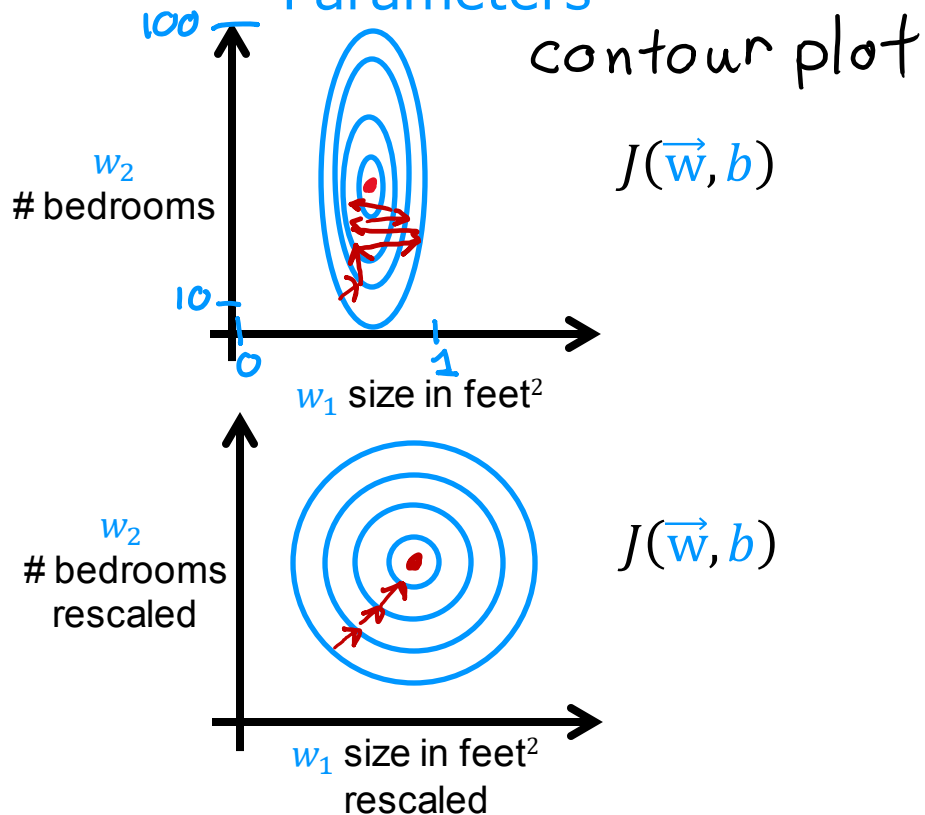 Parameters
contour plot
100
w₂
# bedrooms
J(w⃗, b)
10
0
1
w₁ size in feet²
w₂
# bedrooms
rescaled
J(w⃗, b)
w₁ size in feet²
rescaled